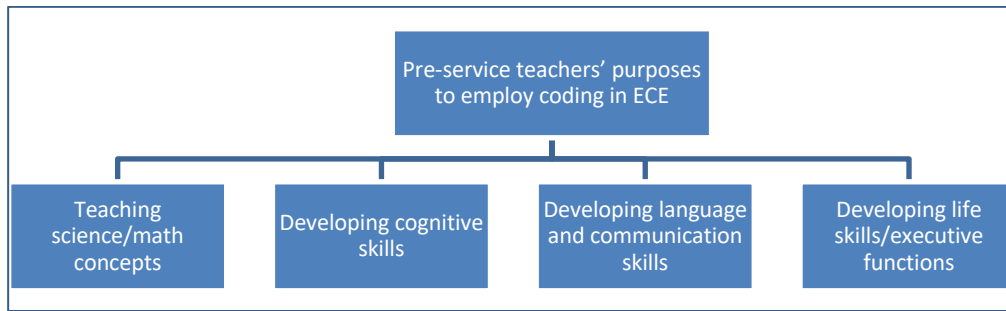 Pre-service teachers’ purposes
to employ coding in ECE
Teaching
science/math
concepts
Developing cognitive
skills
Developing language
and communication
skills
Developing life
skills/executive
functions